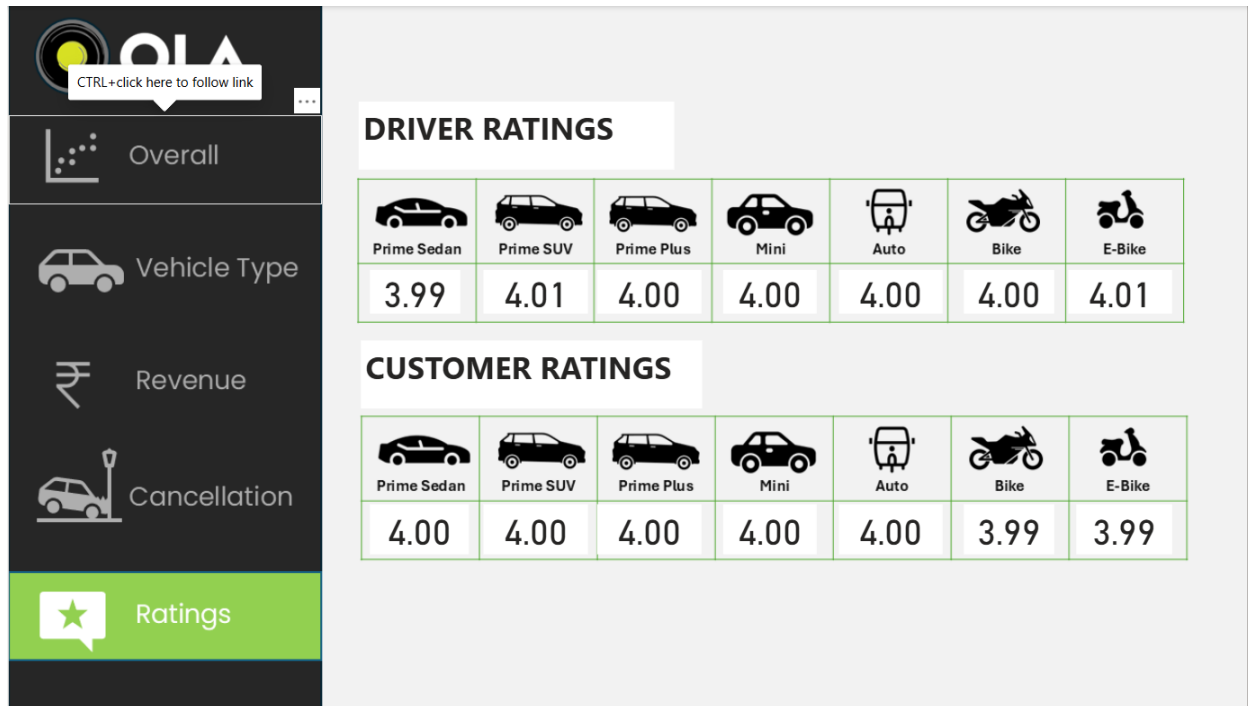 OLA
CTRL+click here to follow link
...
Overall
Vehicle Type
₹ Revenue
Cancellation
Ratings
DRIVER RATINGS
Prime Sedan Prime SUV Prime Plus Mini Auto Bike E-Bike
3.99 4.01 4.00 4.00 4.00 4.00 4.01
CUSTOMER RATINGS
Prime Sedan Prime SUV Prime Plus Mini Auto Bike E-Bike
4.00 4.00 4.00 4.00 4.00 3.99 3.99